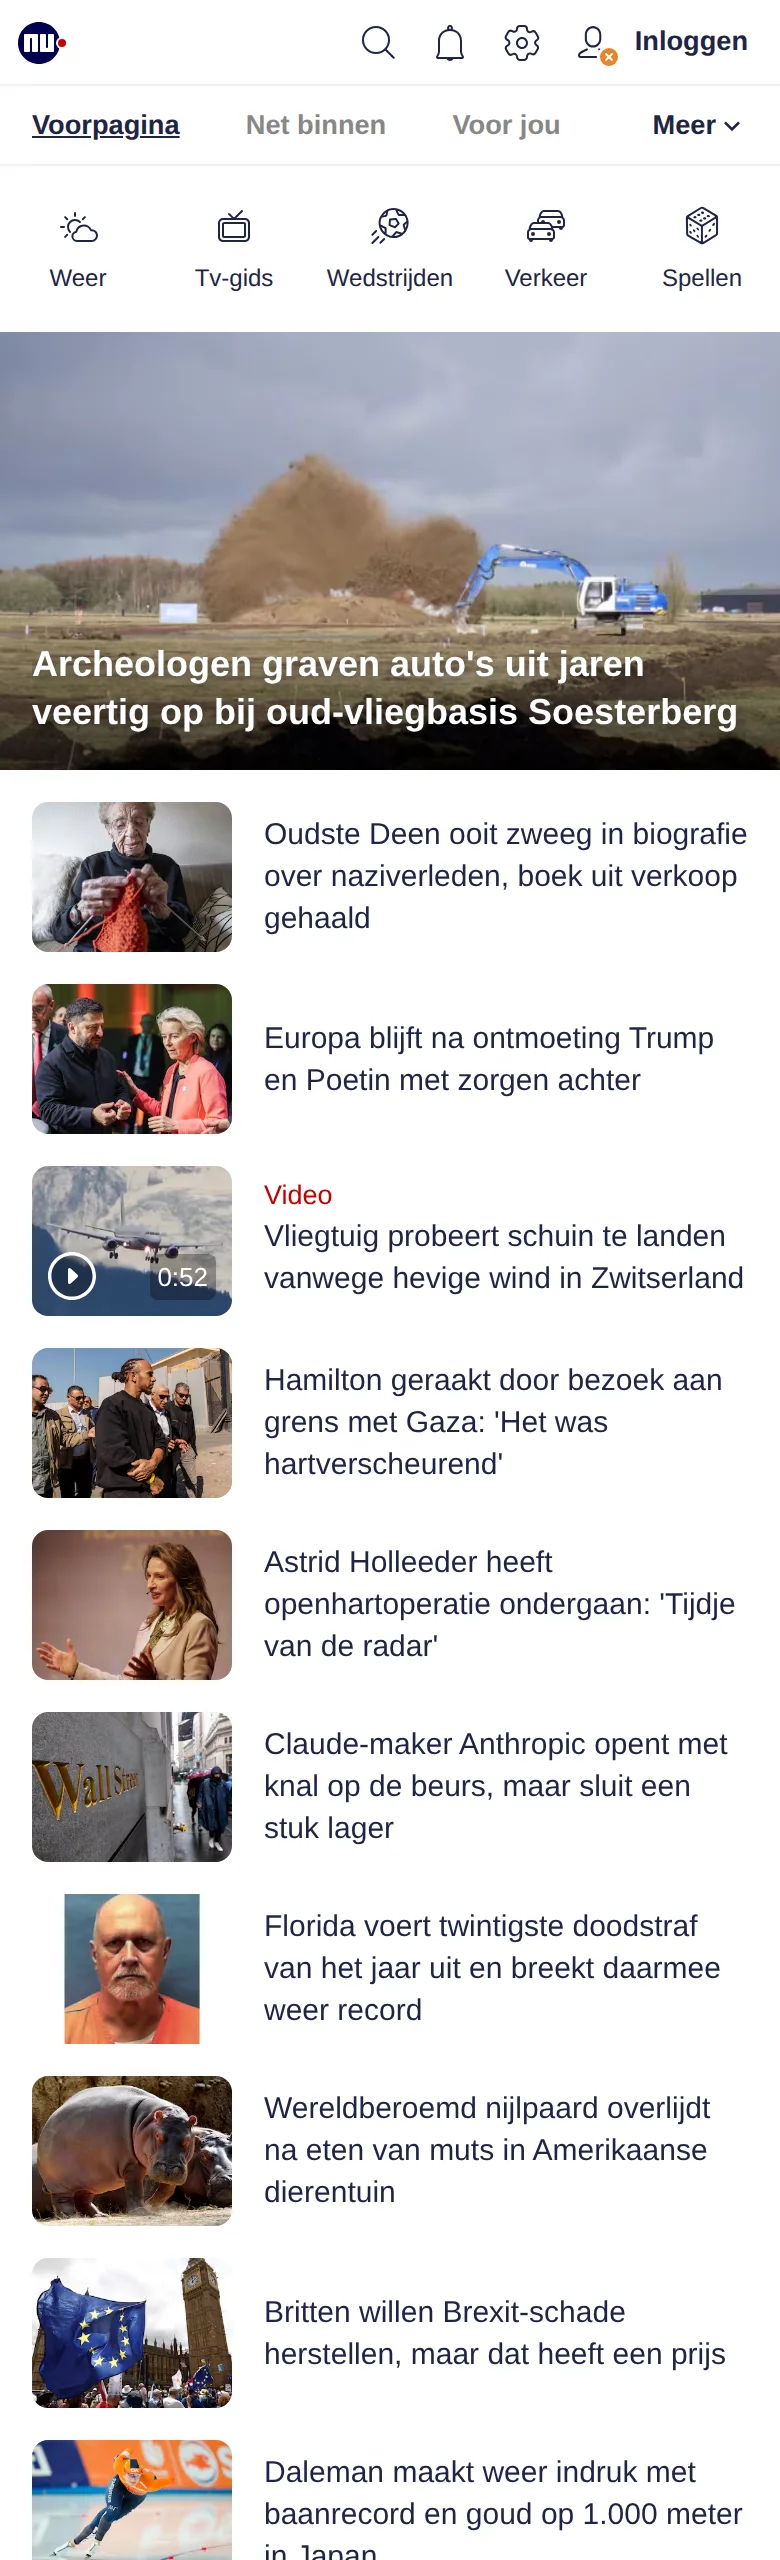 nu
Inloggen
Voorpagina
Net binnen
Voor jou
Meer
Weer
Tv-gids
Wedstrijden
Verkeer
Spellen
Archeologen graven auto's uit jaren
veertig op bij oud-vliegbasis Soesterberg
Oudste Deen ooit zweeg in biografie
over naziverleden, boek uit verkoop
gehaald
Europa blijft na ontmoeting Trump
en Poetin met zorgen achter
0:52
Video
Vliegtuig probeert schuin te landen
vanwege hevige wind in Zwitserland
Hamilton geraakt door bezoek aan
grens met Gaza: 'Het was
hartverscheurend'
Astrid Holleeder heeft
openhartoperatie ondergaan: 'Tijdje
van de radar'
Wall Street
Claude-maker Anthropic opent met
knal op de beurs, maar sluit een
stuk lager
Florida voert twintigste doodstraf
van het jaar uit en breekt daarmee
weer record
Wereldberoemd nijlpaard overlijdt
na eten van muts in Amerikaanse
dierentuin
Britten willen Brexit-schade
herstellen, maar dat heeft een prijs
Daleman maakt weer indruk met
baanrecord en goud op 1.000 meter
in Japan